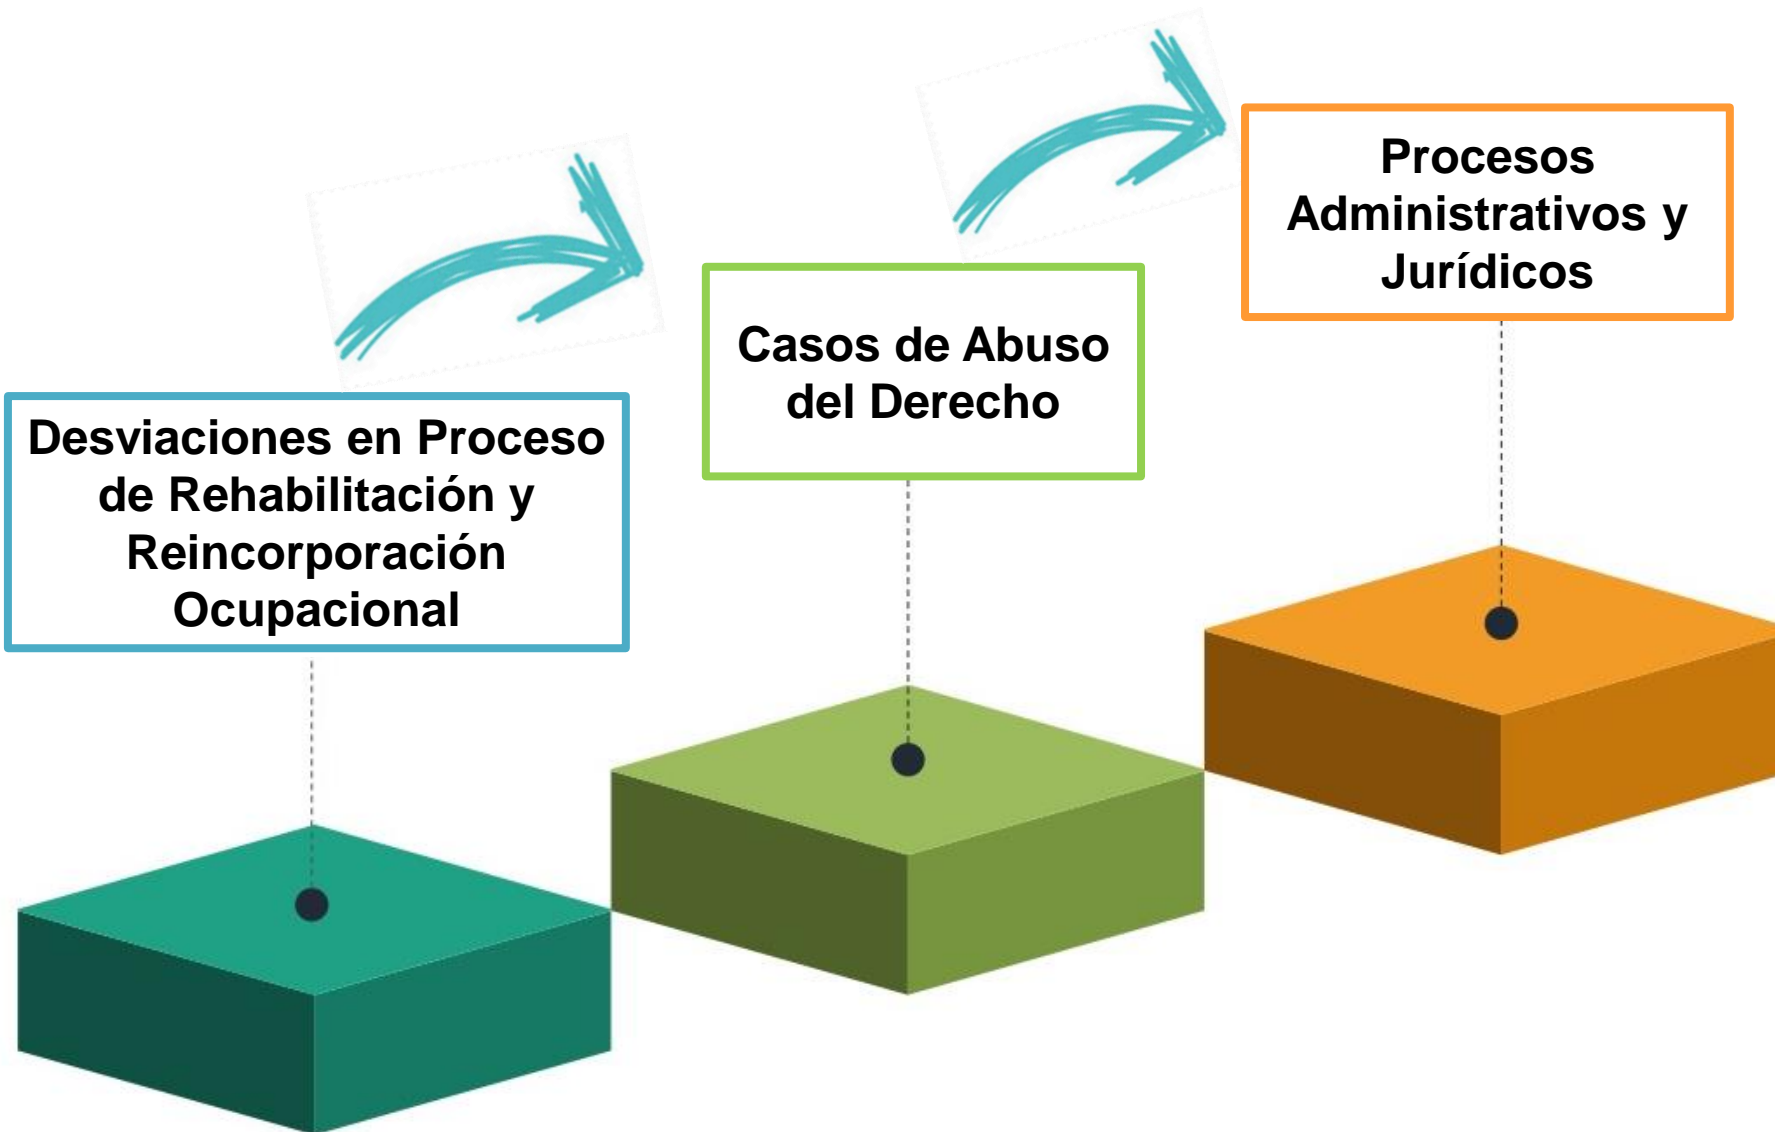 Desviaciones en Proceso
de Rehabilitación y
Reincorporación
Ocupacional
Casos de Abuso
del Derecho
Procesos
Administrativos y
Jurídicos